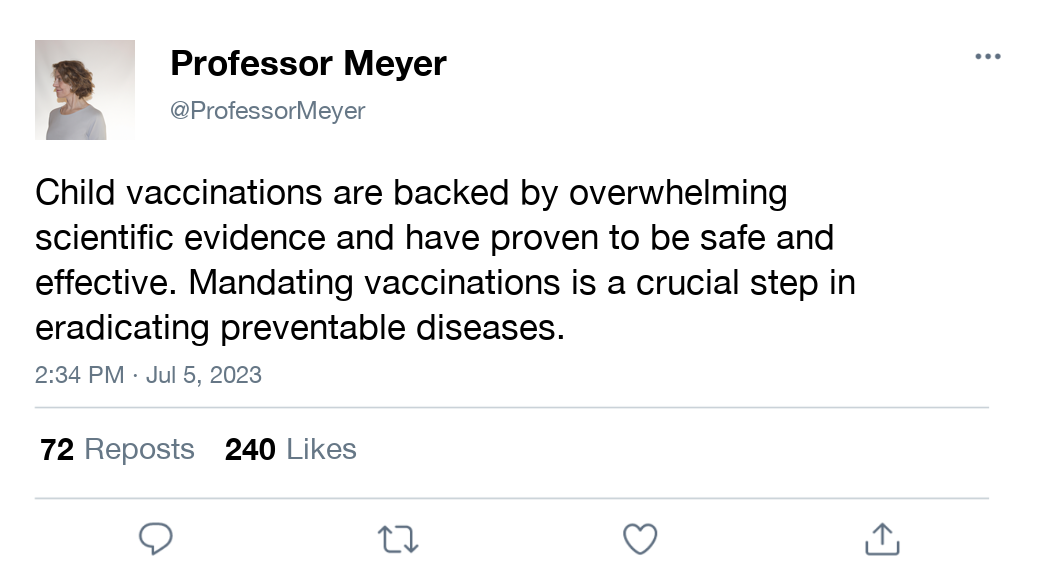 Professor Meyer
@ProfessorMeyer
Child vaccinations are backed by overwhelming
scientific evidence and have proven to be safe and
effective. Mandating vaccinations is a crucial step in
eradicating preventable diseases.
2:34 PM · Jul 5, 2023
72 Reposts 240 Likes